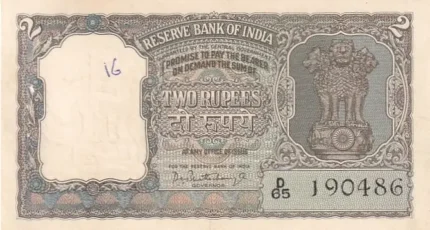 2 2
RESERVE BANK OF INDIA
GUARANTEED BY THE CENTRAL GOVERNMENT
I PROMISE TO PAY THE BEARER
ON DEMAND THE SUM OF
16
TWO RUPEES
दो रुपये
AT ANY OFFICE OF ISSUE
FOR THE RESERVE BANK OF INDIA
GOVERNOR
D/65 190486